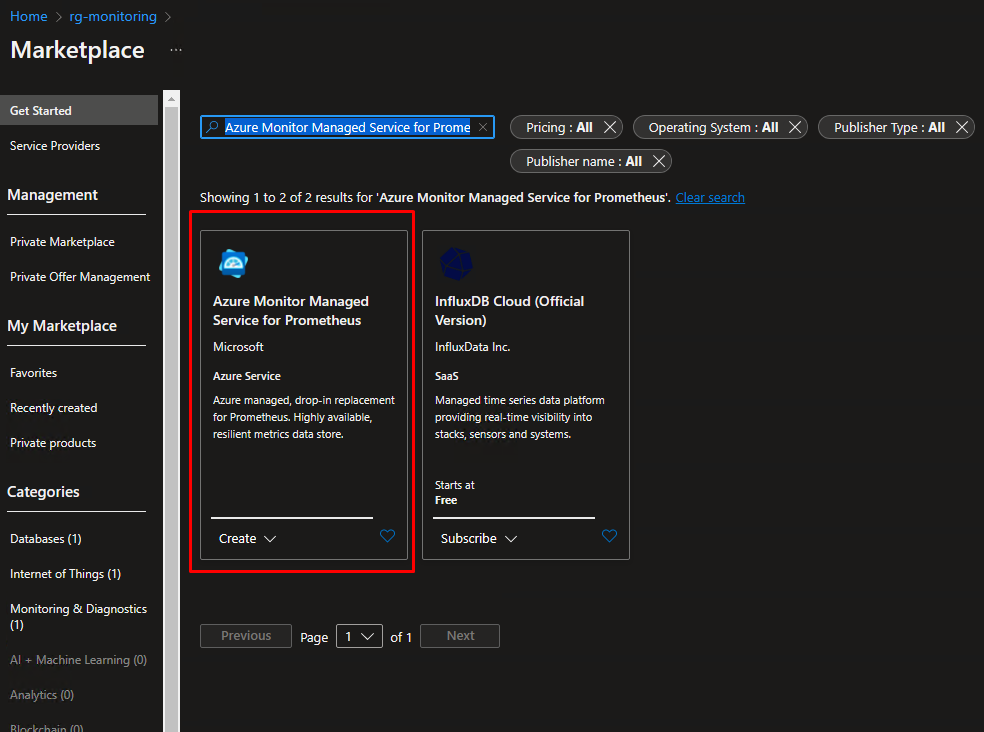 Home > rg-monitoring >
Marketplace ...
Get Started
Service Providers
Management
Private Marketplace
Private Offer Management
My Marketplace
Favorites
Recently created
Private products
Categories
Databases (1)
Internet of Things (1)
Monitoring & Diagnostics
(1)
AI + Machine Learning (0)
Analytics (0)
Blockchain (0)
Azure Monitor Managed Service for Prome
Pricing : All
Operating System : All
Publisher Type : All
Publisher name : All
Showing 1 to 2 of 2 results for 'Azure Monitor Managed Service for Prometheus'. Clear search
Azure Monitor Managed
Service for Prometheus
Microsoft
Azure Service
Azure managed, drop-in replacement
for Prometheus. Highly available,
resilient metrics data store.
Create
InfluxDB Cloud (Official
Version)
InfluxData Inc.
SaaS
Managed time series data platform
providing real-time visibility into
stacks, sensors and systems.
Starts at
Free
Subscribe
Previous Page 1 of 1 Next